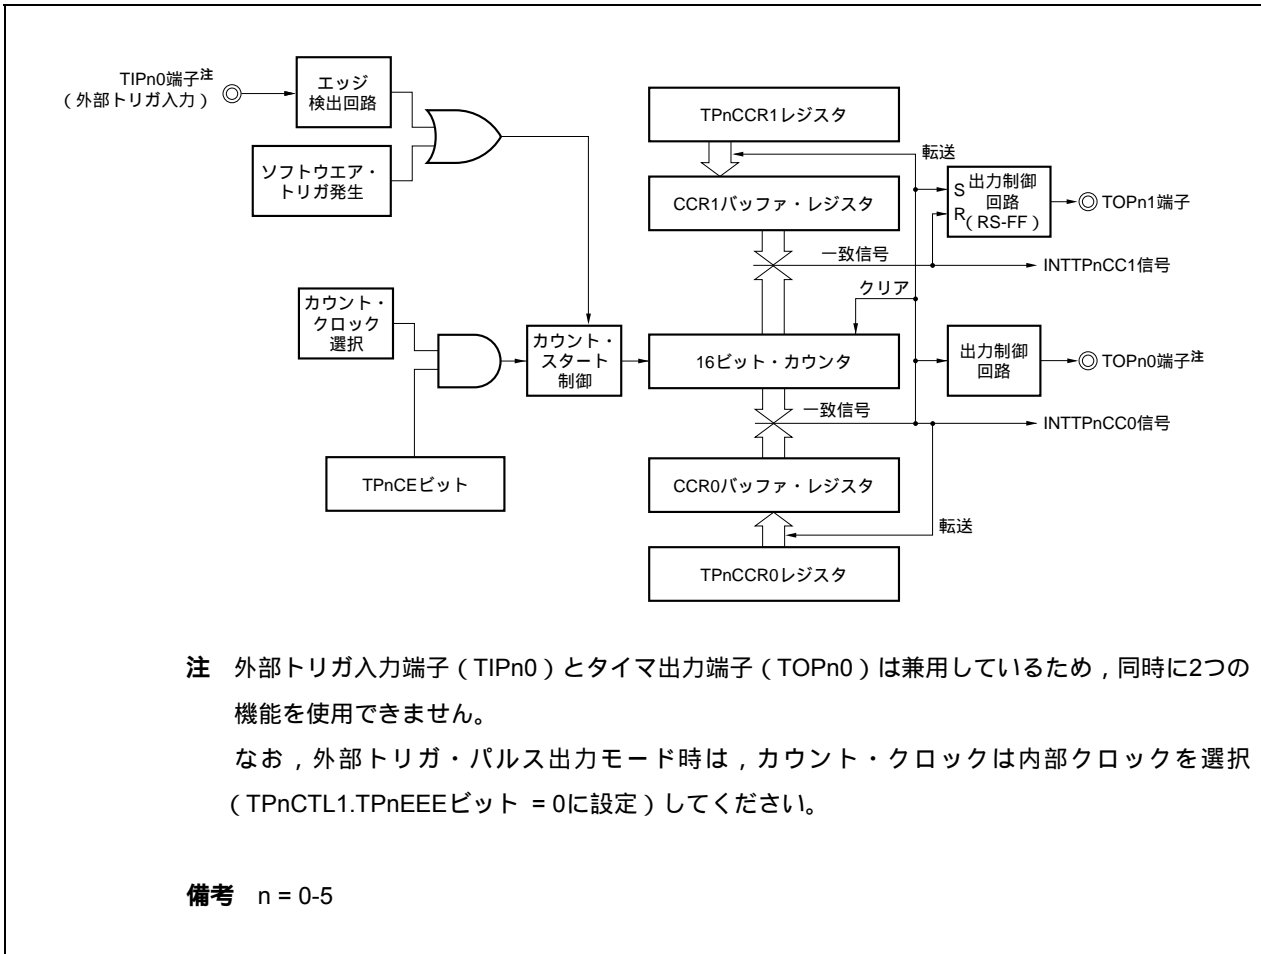 TIPn0端子注
（外部トリガ入力）
エッジ
検出回路
ソフトウエア・
トリガ発生
カウント・
クロック
選択
TPnCEビット
カウント・
スタート
制御
TPnCCR1レジスタ
転送
CCR1バッファ・レジスタ
一致信号
クリア
16ビット・カウンタ
一致信号
CCR0バッファ・レジスタ
転送
TPnCCR0レジスタ
S 出力制御
回路
R（RS-FF）
TOPn1端子
INTTPnCC1信号
出力制御
回路
TOPn0端子注
INTTPnCC0信号
注 外部トリガ入力端子（TIPn0）とタイマ出力端子（TOPn0）は兼用しているため，同時に2つの
機能を使用できません。
なお，外部トリガ・パルス出力モード時は，カウント・クロックは内部クロックを選択
（TPnCTL1.TPnEEEビット = 0に設定）してください。
備考 n = 0-5